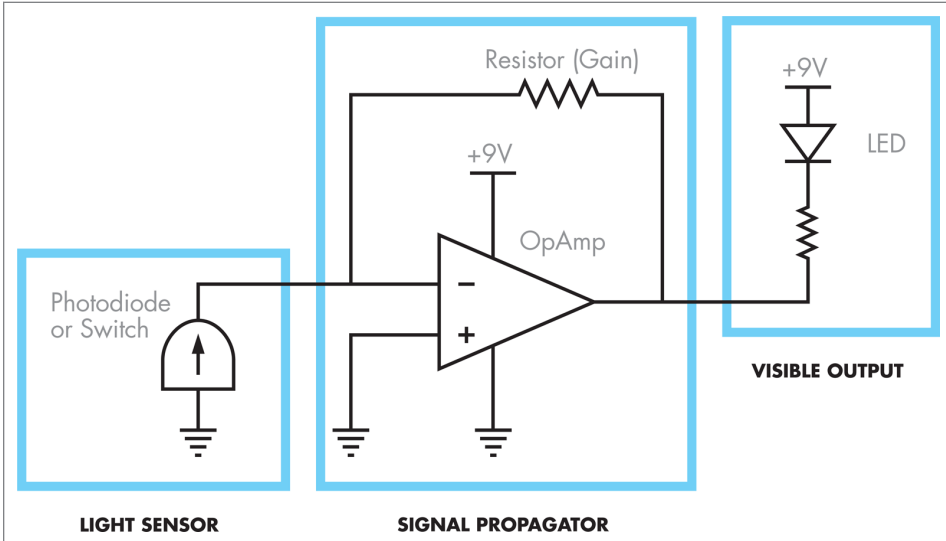 Resistor (Gain)
+9V
+9V
LED
OpAmp
Photodiode
or Switch
−
+
VISIBLE OUTPUT
LIGHT SENSOR
SIGNAL PROPAGATOR